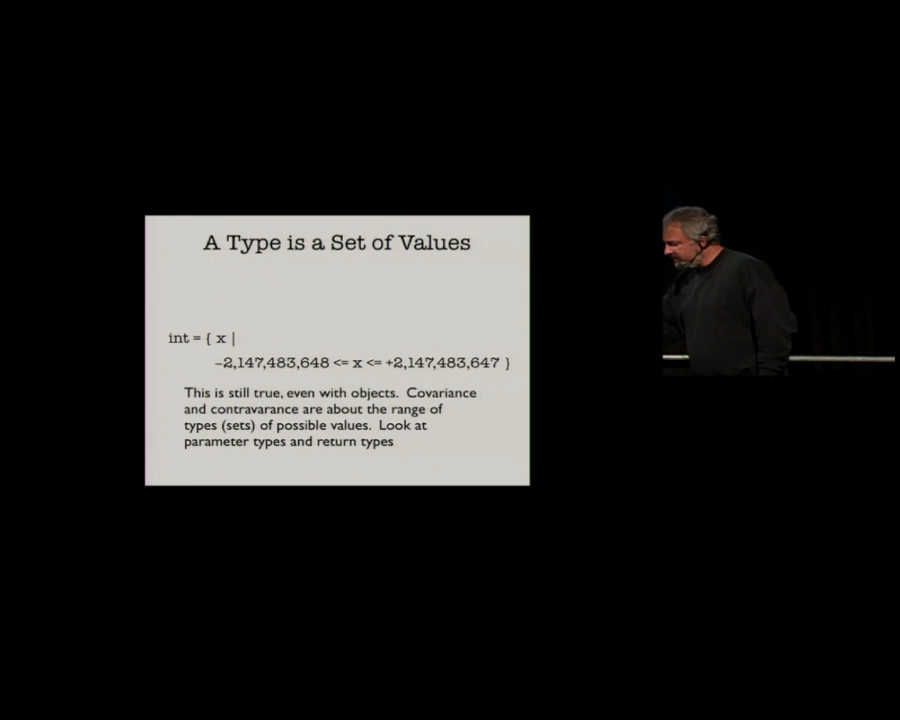 A Type is a Set of Values
int = { x |
−2,147,483,648 <= x <= +2,147,483,647 }
This is still true, even with objects. Covariance
and contravarance are about the range of
types (sets) of possible values. Look at
parameter types and return types